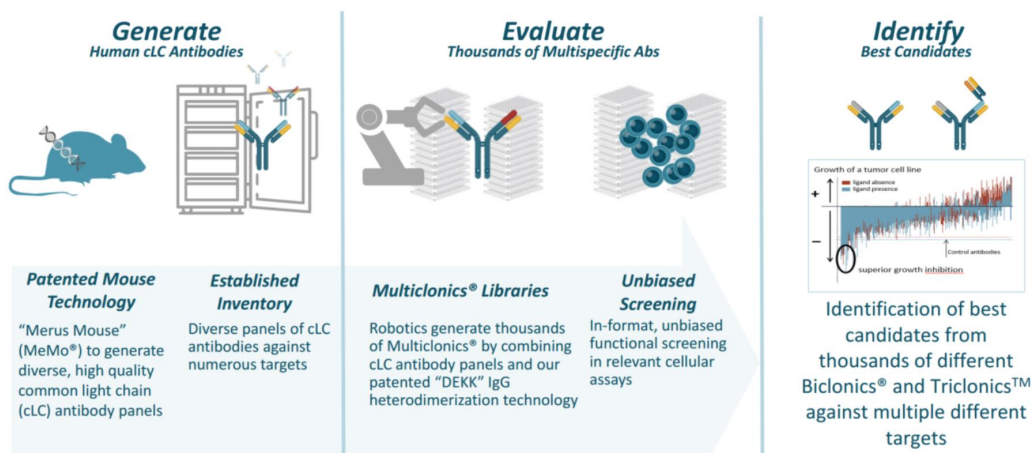 Generate
Human cLC Antibodies
Patented Mouse
Technology
“Merus Mouse”
(MeMo®) to generate
diverse, high quality
common light chain
(cLC) antibody panels
Established
Inventory
Diverse panels of cLC
antibodies against
numerous targets
Evaluate
Thousands of Multispecific Abs
Multiclonics® Libraries
Robotics generate thousands
of Multiclonics® by combining
cLC antibody panels and our
patented “DEKK” IgG
heterodimerization technology
Unbiased
Screening
In-format, unbiased
functional screening
in relevant cellular
assays
Identify
Best Candidates
Growth of a tumor cell line
ligand absence
ligand presence
+
−
Control antibodies
superior growth inhibition
Identification of best
candidates from
thousands of different
Biclonics® and Triclonics™
against multiple different
targets